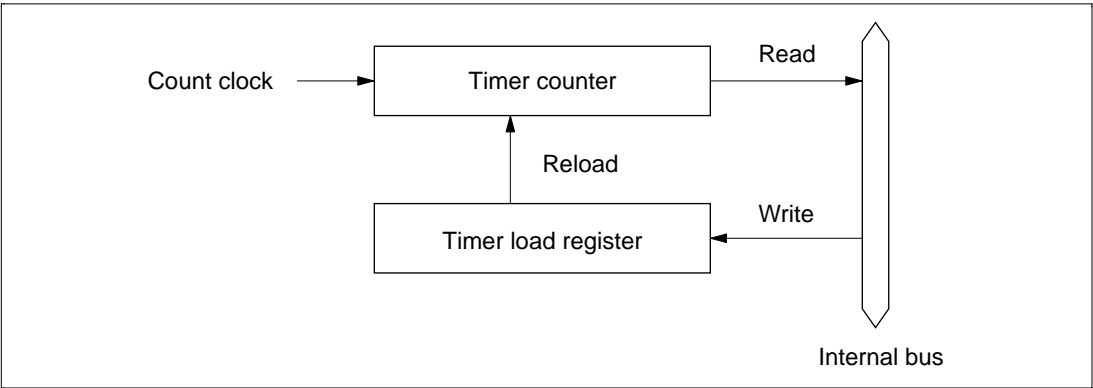 Read
Count clock
Timer counter
Reload
Write
Timer load register
Internal bus